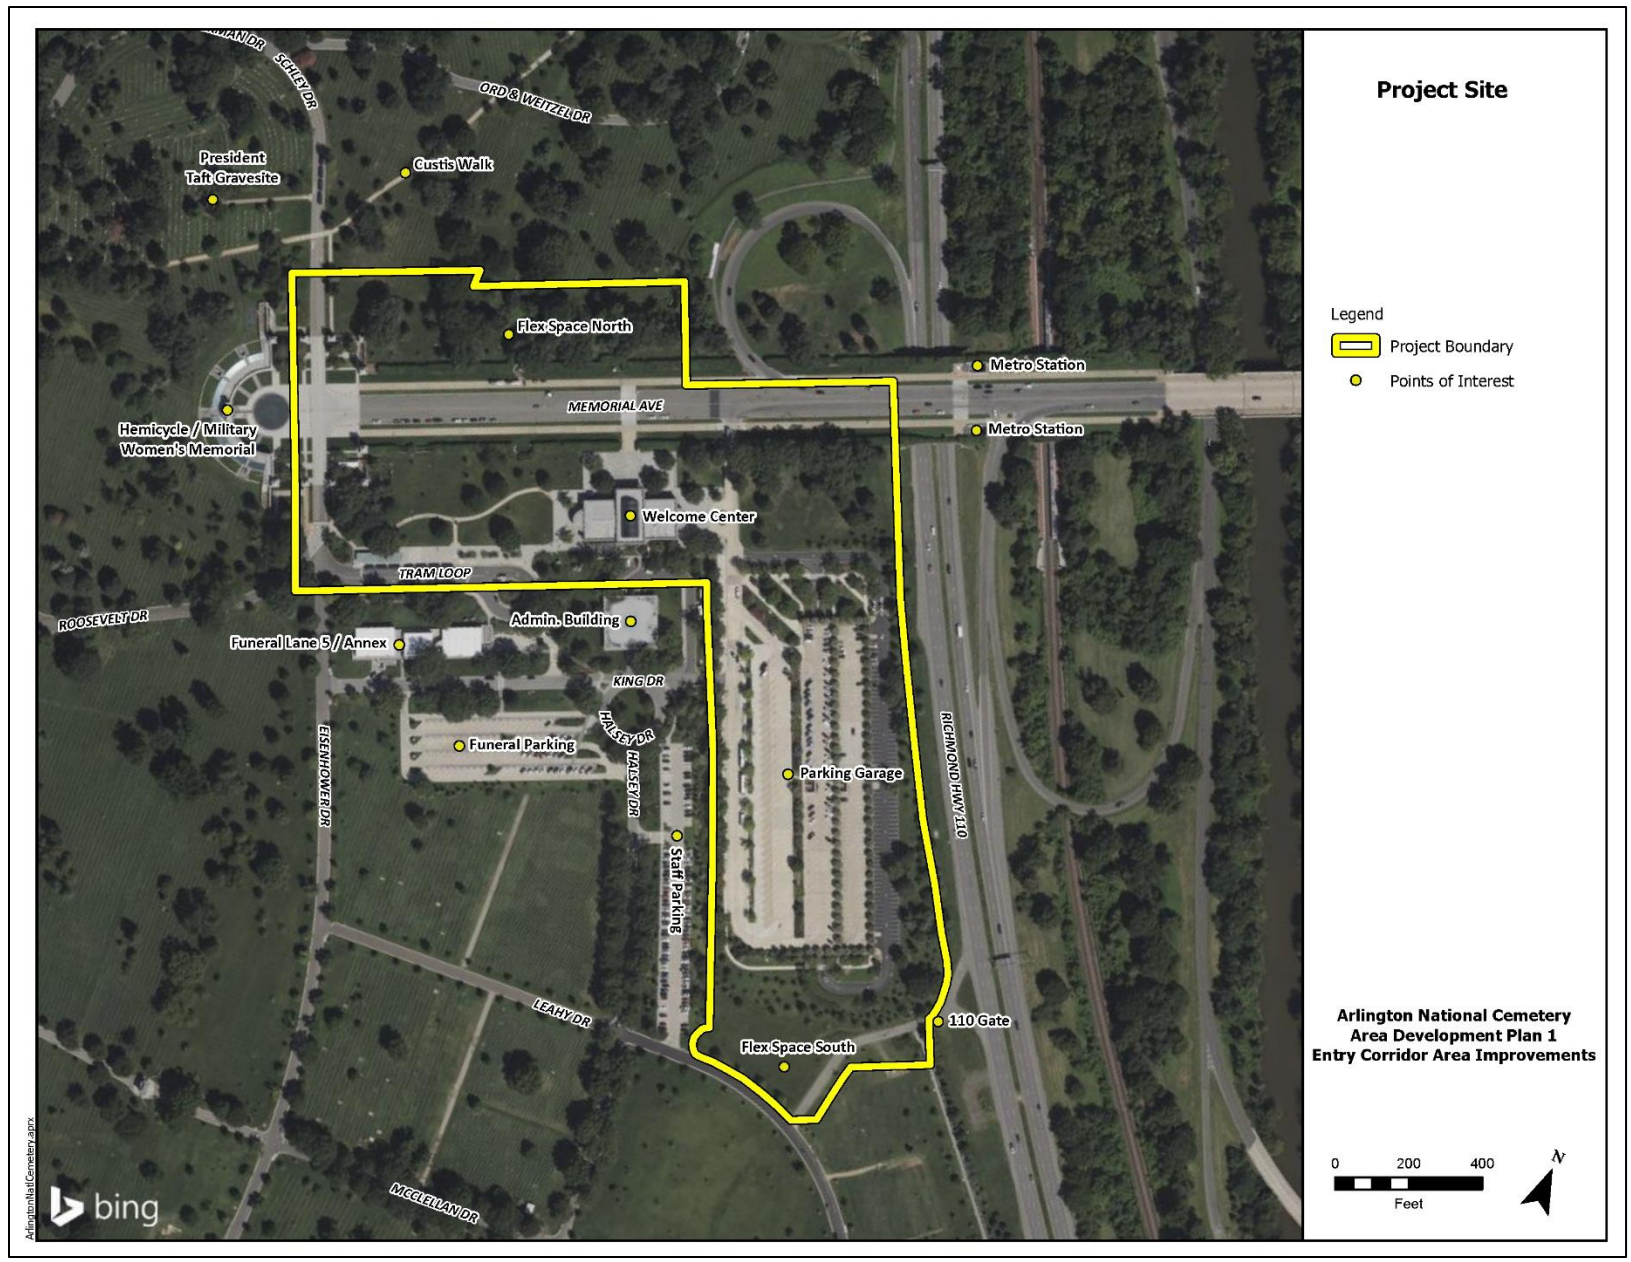 Project Site
Legend
Project Boundary
Points of Interest
SCHLEY DR
ORD & WEITZEL DR
President
Taft Gravesite
Custis Walk
Flex Space North
Metro Station
MEMORIAL AVE
Hemicycle / Military
Women's Memorial
Metro Station
Welcome Center
TRAM LOOP
ROOSEVELT DR
Admin. Building
Funeral Lane 5 / Annex
KING DR
HALSEY DR
Funeral Parking
HALSEY DR
EISENHOWER DR
Parking Garage
RICHMOND HWY 110
Staff Parking
LEAHY DR
110 Gate
Flex Space South
MCCLELLAN DR
bing
ArlingtonNatlCemetery.aprx
Arlington National Cemetery
Area Development Plan 1
Entry Corridor Area Improvements
0 200 400
Feet
N